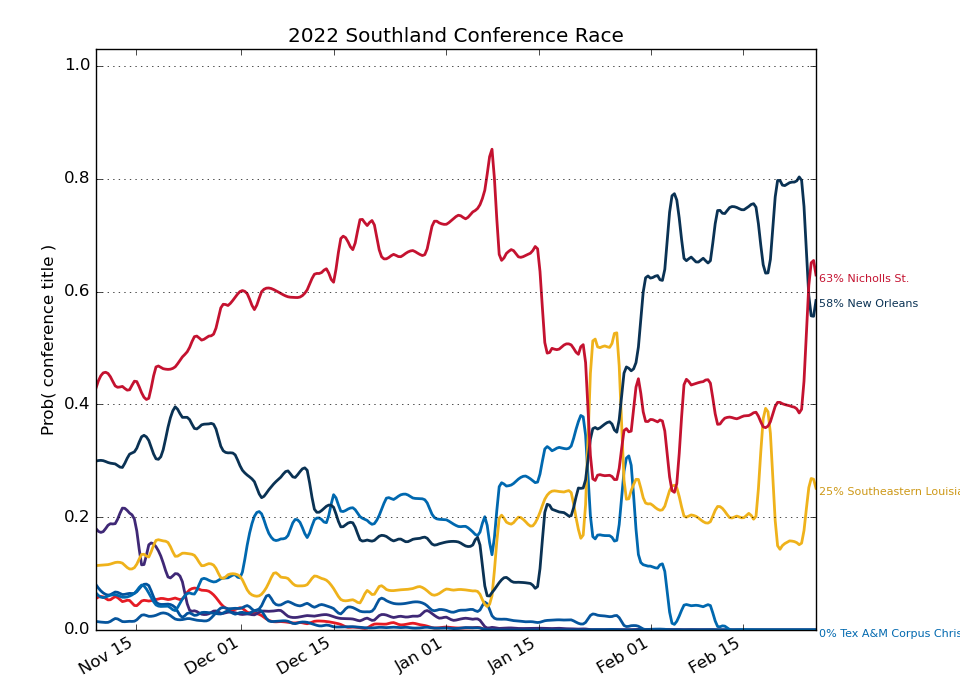 2022 Southland Conference Race
1.0
0.8
0.6
0.4
0.2
0.0
Prob( conference title )
63% Nicholls St.
58% New Orleans
25% Southeastern Louisia
0% Tex A&M Corpus Chris
Nov 15
Dec 01
Dec 15
Jan 01
Jan 15
Feb 01
Feb 15